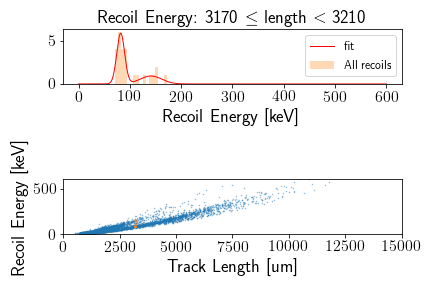 Recoil Energy: 3170 ≤ length < 3210
5
0
fit
All recoils
0 100 200 300 400 500 600
Recoil Energy [keV]
Recoil Energy [keV]
500
0
0 2500 5000 7500 10000 12500 15000
Track Length [um]